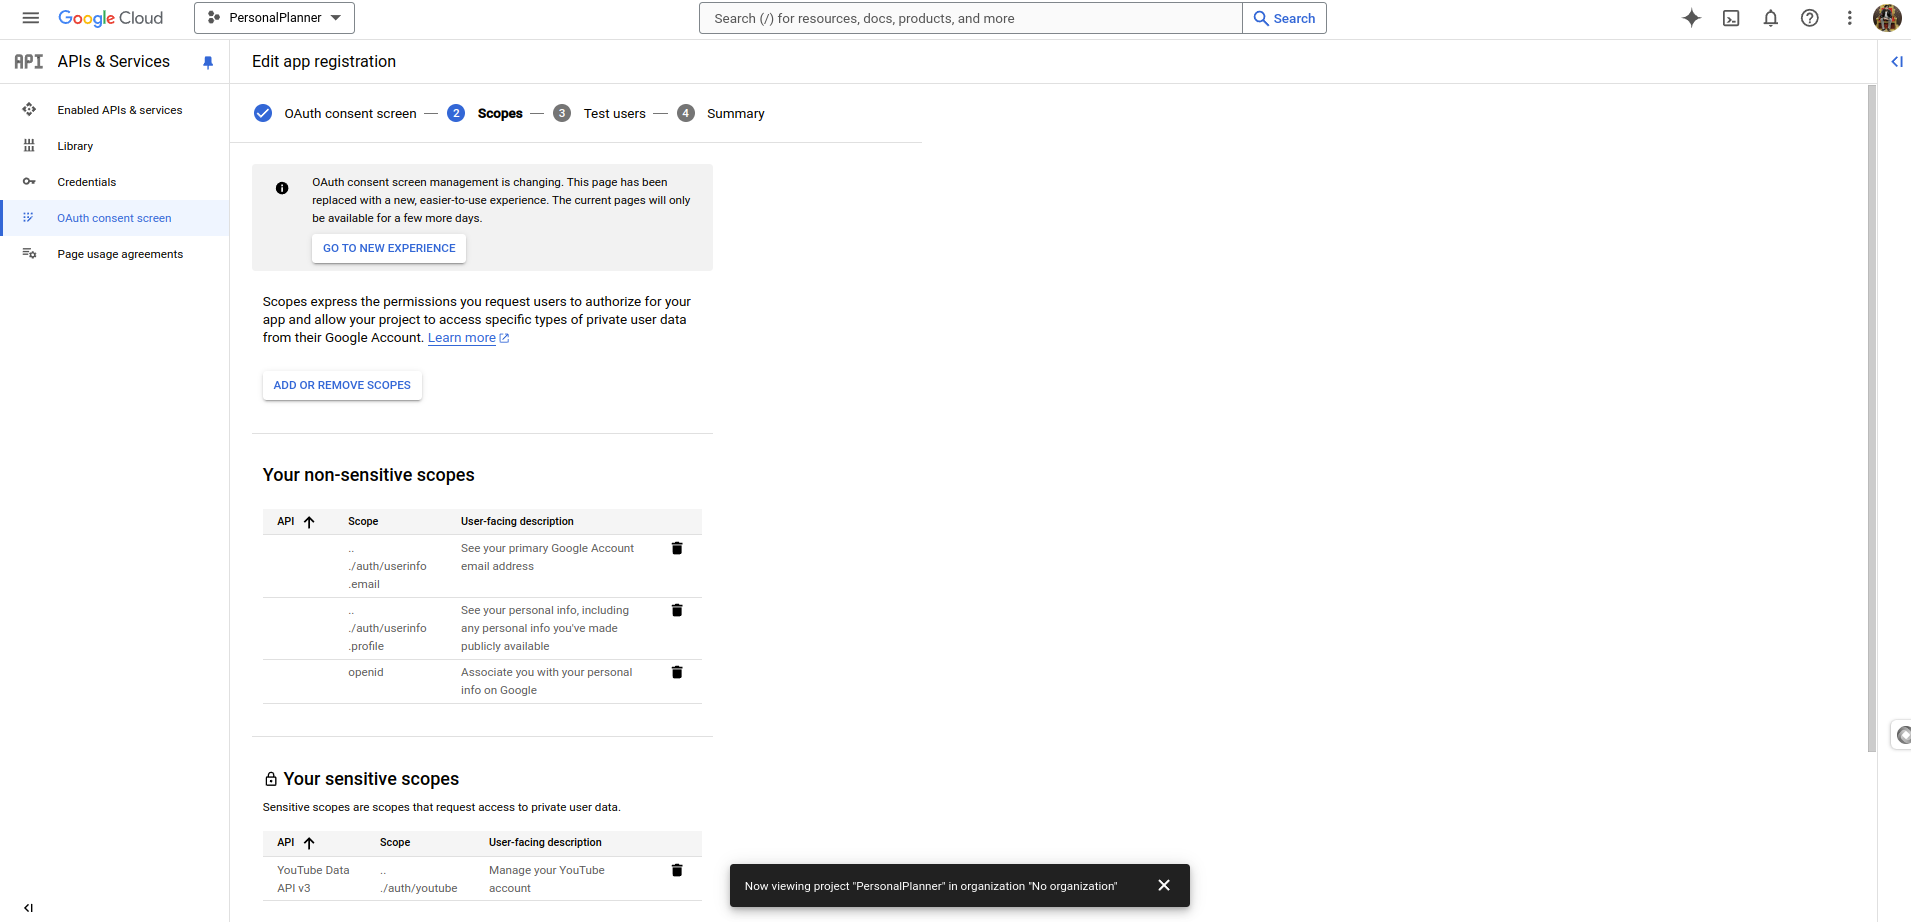 Google Cloud
PersonalPlanner
Search (/) for resources, docs, products, and more
Search
API
APIs & Services
Edit app registration
Enabled APIs & services
Library
Credentials
OAuth consent screen
Page usage agreements
OAuth consent screen — 2 Scopes — 3 Test users — 4 Summary
OAuth consent screen management is changing. This page has been
replaced with a new, easier-to-use experience. The current pages will only
be available for a few more days.
GO TO NEW EXPERIENCE
Scopes express the permissions you request users to authorize for your
app and allow your project to access specific types of private user data
from their Google Account. Learn more
ADD OR REMOVE SCOPES
Your non-sensitive scopes
API Scope User-facing description
.. See your primary Google Account
./auth/userinfo email address
.email
.. See your personal info, including
./auth/userinfo any personal info you've made
.profile publicly available
openid Associate you with your personal
info on Google
Your sensitive scopes
Sensitive scopes are scopes that request access to private user data.
API Scope User-facing description
YouTube Data .. Manage your YouTube
API v3 ./auth/youtube account
Now viewing project "PersonalPlanner" in organization "No organization"